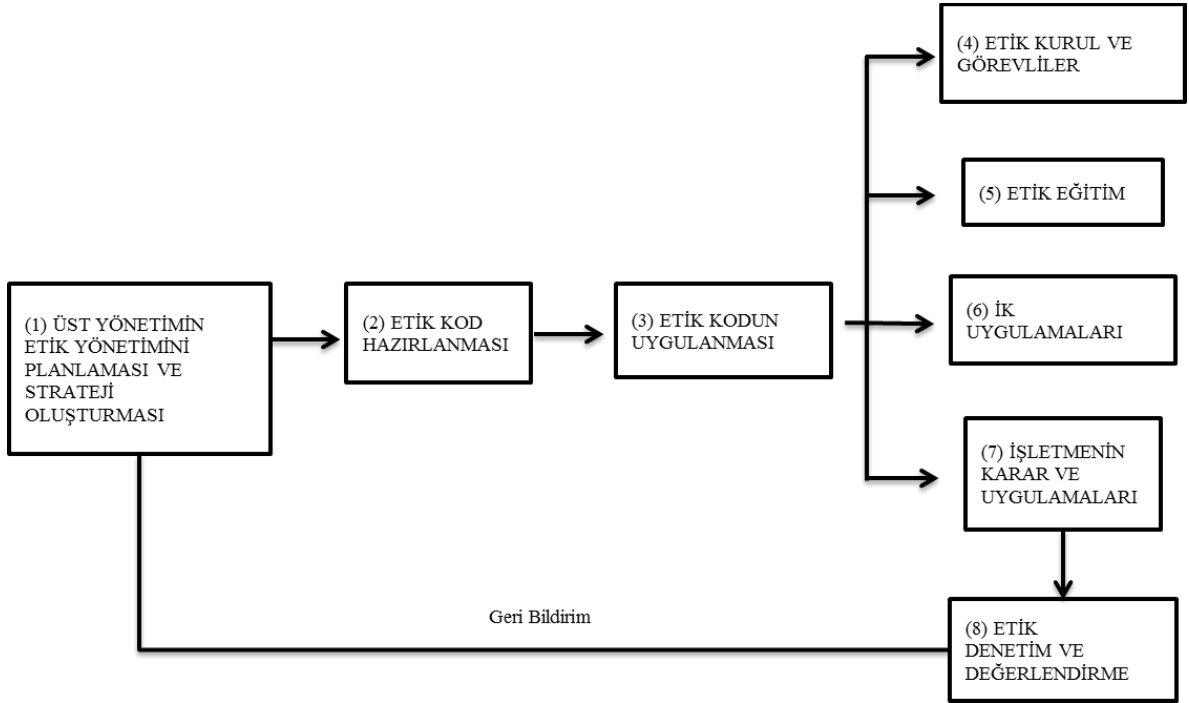 (1) ÜST YÖNETİMİN
ETİK YÖNETİMİNİ
PLANLAMASI VE
STRATEJİ
OLUŞTURMASI
(2) ETİK KOD
HAZIRLANMASI
(3) ETİK KODUN
UYGULANMASI
(4) ETİK KURUL VE
GÖREVLİLER
(5) ETİK EĞİTİM
(6) İK
UYGULAMALARI
(7) İŞLETMENİN
KARAR VE
UYGULAMALARI
(8) ETİK
DENETİM VE
DEĞERLENDİRME
Geri Bildirim